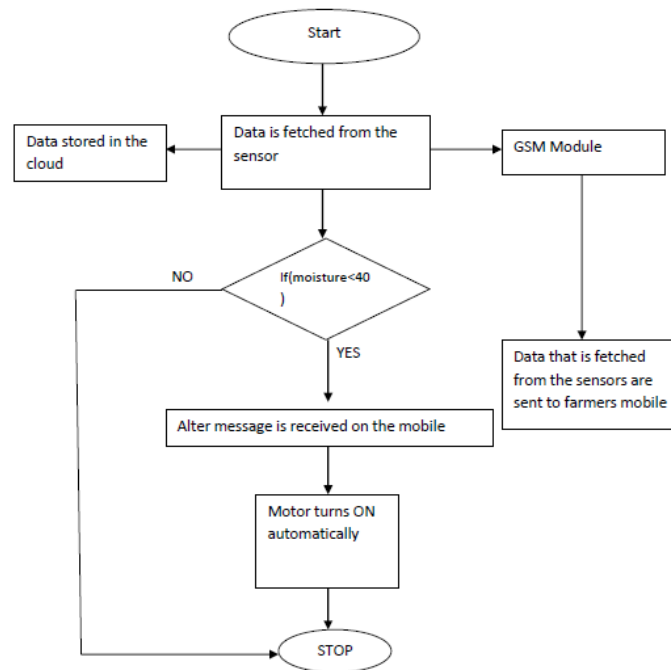 Start
Data stored in the
cloud
Data is fetched from the
sensor
GSM Module
NO
If(moisture<40
)
YES
Data that is fetched
from the sensors are
sent to farmers mobile
Alter message is received on the mobile
Motor turns ON
automatically
STOP